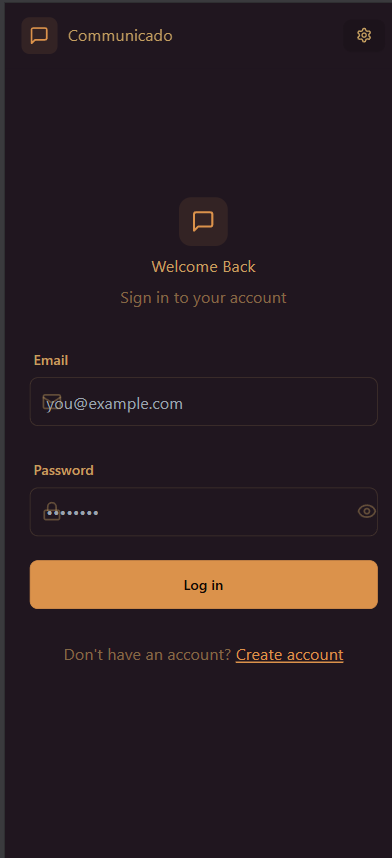 Communicado
Welcome Back
Sign in to your account
Email
you@example.com
Password
••••••••
Log in
Don't have an account? Create account